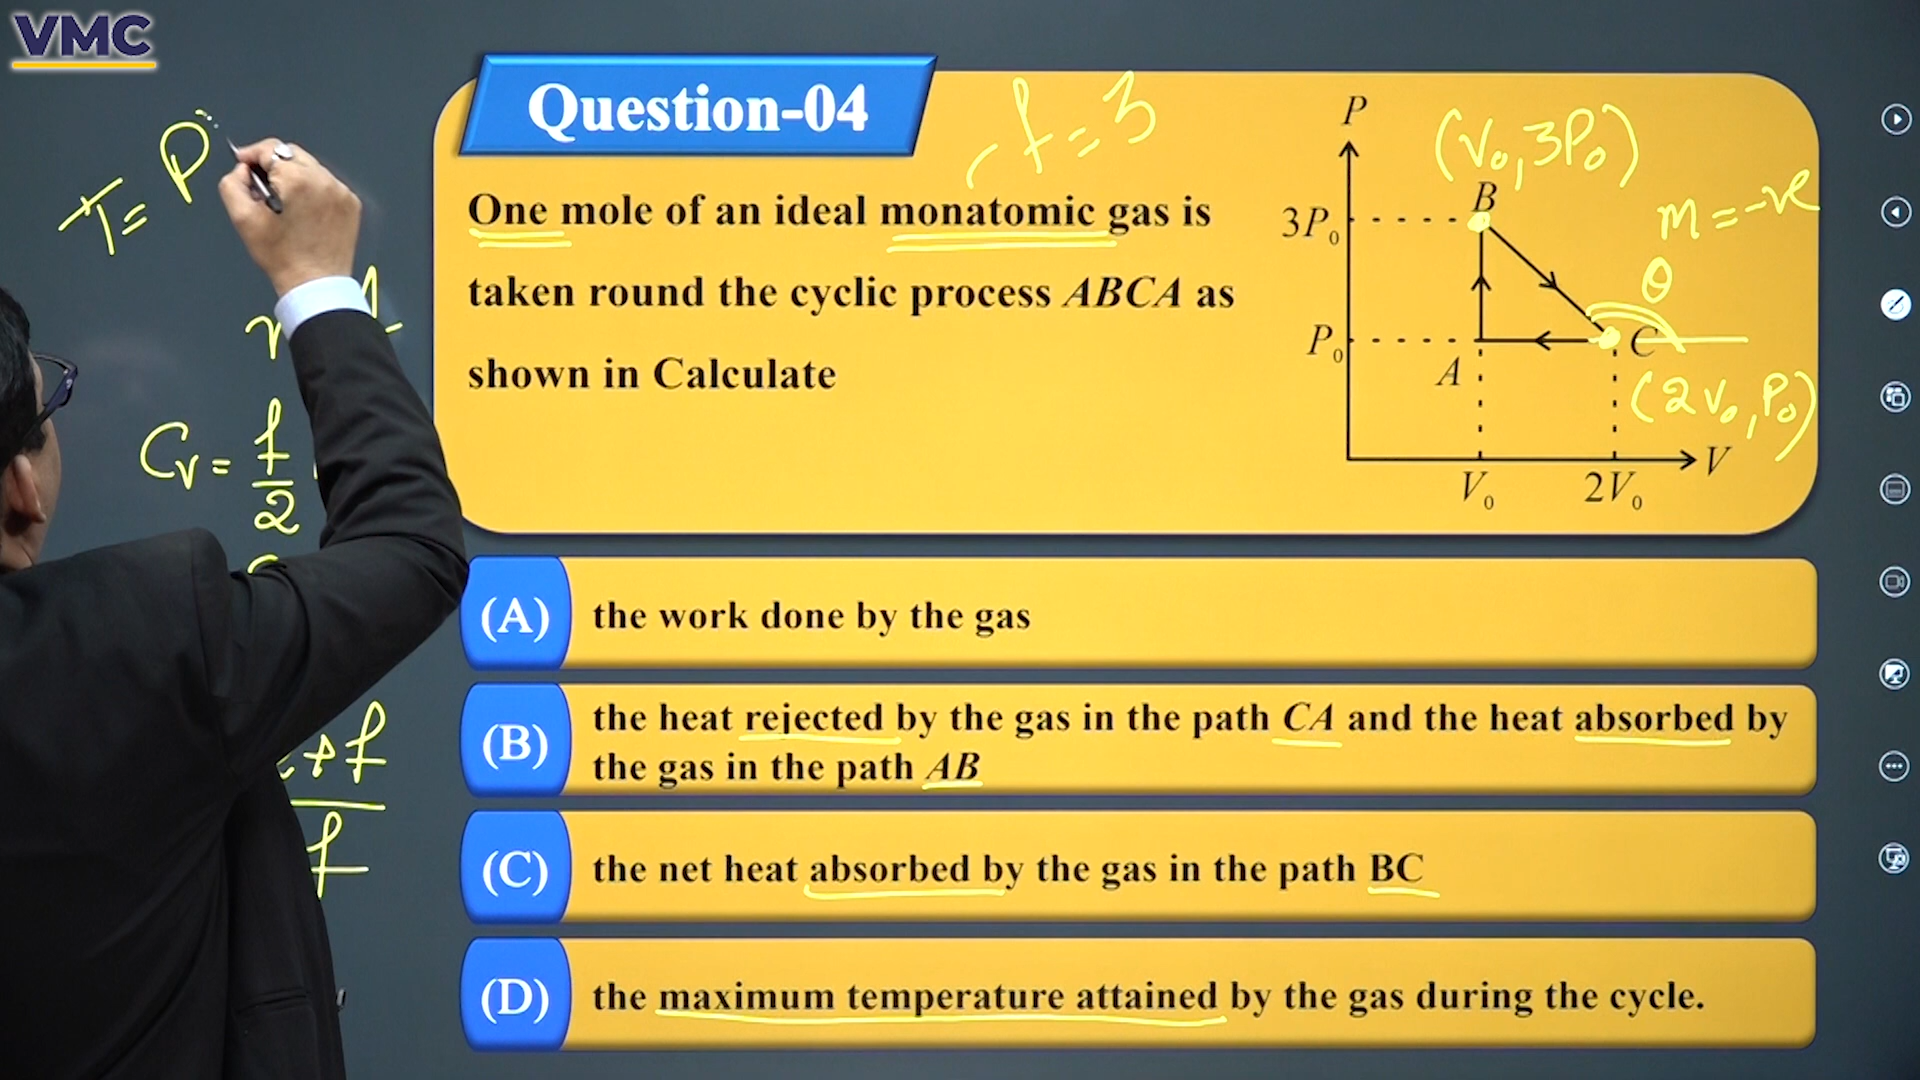 VMC
Question-04
f = 3
T = P
One mole of an ideal monatomic gas is
taken round the cyclic process ABCA as
shown in Calculate
P
(V₀, 3P₀)
B
3P₀
m = -ve
θ
P₀
A
C
(2V₀, P₀)
V
V₀
2V₀
Cv = f
2
(A) the work done by the gas
(B) the heat rejected by the gas in the path CA and the heat absorbed by
the gas in the path AB
+f
f
(C) the net heat absorbed by the gas in the path BC
(D) the maximum temperature attained by the gas during the cycle.